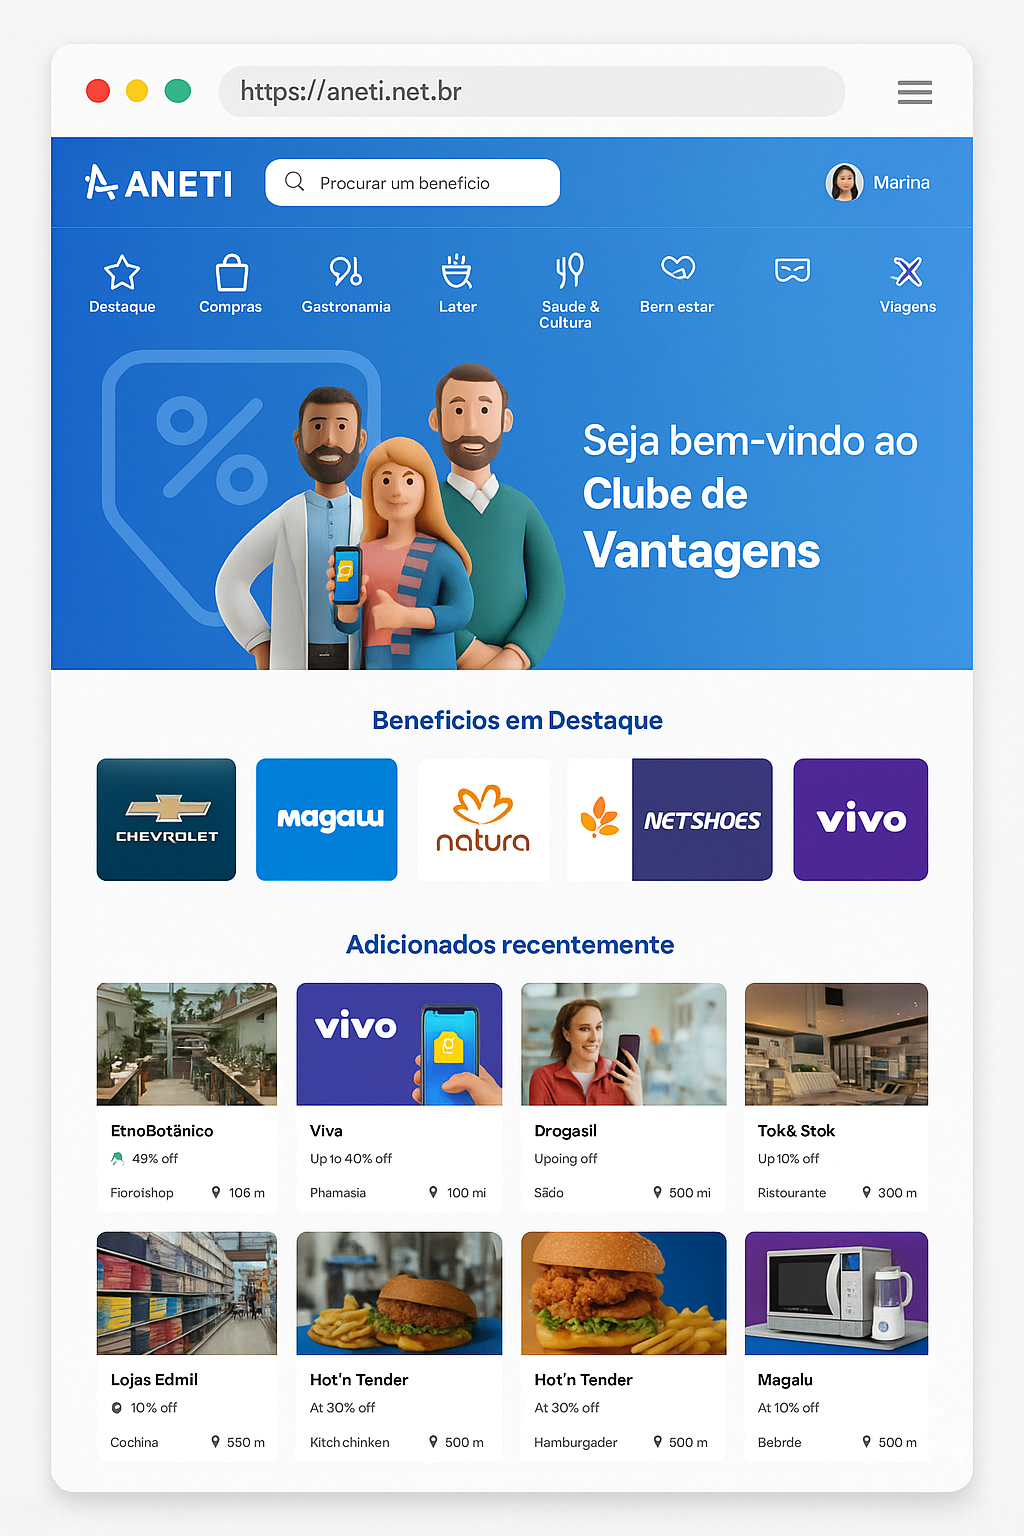 https://aneti.net.br
ANETI
Procurar um beneficio
Marina
Destaque
Compras
Gastronamia
Later
Saude &
Cultura
Bern estar
Viagens
Seja bem-vindo ao
Clube de
Vantagens
Beneficios em Destaque
CHEVROLET
magaw
natura
NETSHOES
vivo
Adicionados recentemente
vivo
EtnoBotänico
49% off
Fioroishop
106 m
Viva
Up to 40% off
Phamasia
100 mi
Drogasil
Upoing off
Sãdo
500 mi
Tok& Stok
Up 10% off
Ristourante
300 m
Lojas Edmil
10% off
Cochina
550 m
Hot'n Tender
At 30% off
Kitch chinken
500 m
Hot'n Tender
At 30% off
Hamburgader
500 m
Magalu
At 10% off
Bebrde
500 m